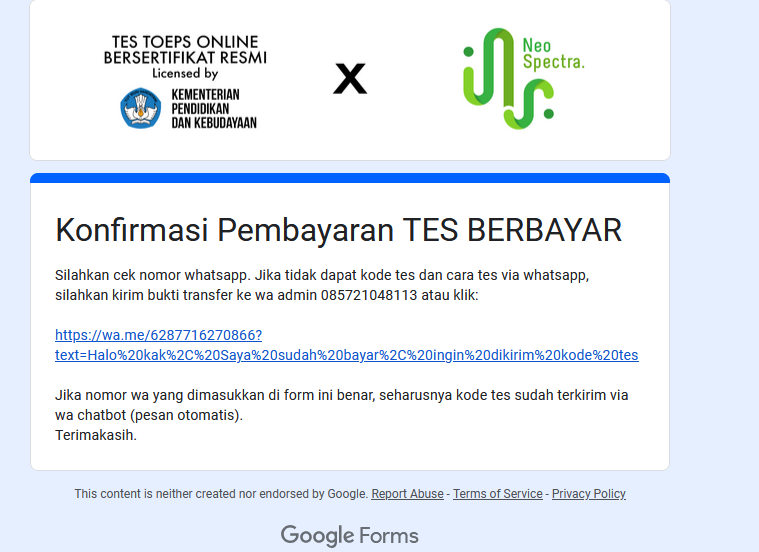 TES TOEPS ONLINE
BERSERTIFIKAT RESMI
Licensed by
KEMENTERIAN
PENDIDIKAN
DAN KEBUDAYAAN
X
Neo
Spectra.
Konfirmasi Pembayaran TES BERBAYAR
Silahkan cek nomor whatsapp. Jika tidak dapat kode tes dan cara tes via whatsapp,
silahkan kirim bukti transfer ke wa admin 085721048113 atau klik:
https://wa.me/6287716270866?
text=Halo%20kak%2C%20Saya%20sudah%20bayar%2C%20ingin%20dikirim%20kode%20tes
Jika nomor wa yang dimasukkan di form ini benar, seharusnya kode tes sudah terkirim via
wa chatbot (pesan otomatis).
Terimakasih.
This content is neither created nor endorsed by Google. Report Abuse - Terms of Service - Privacy Policy
Google Forms